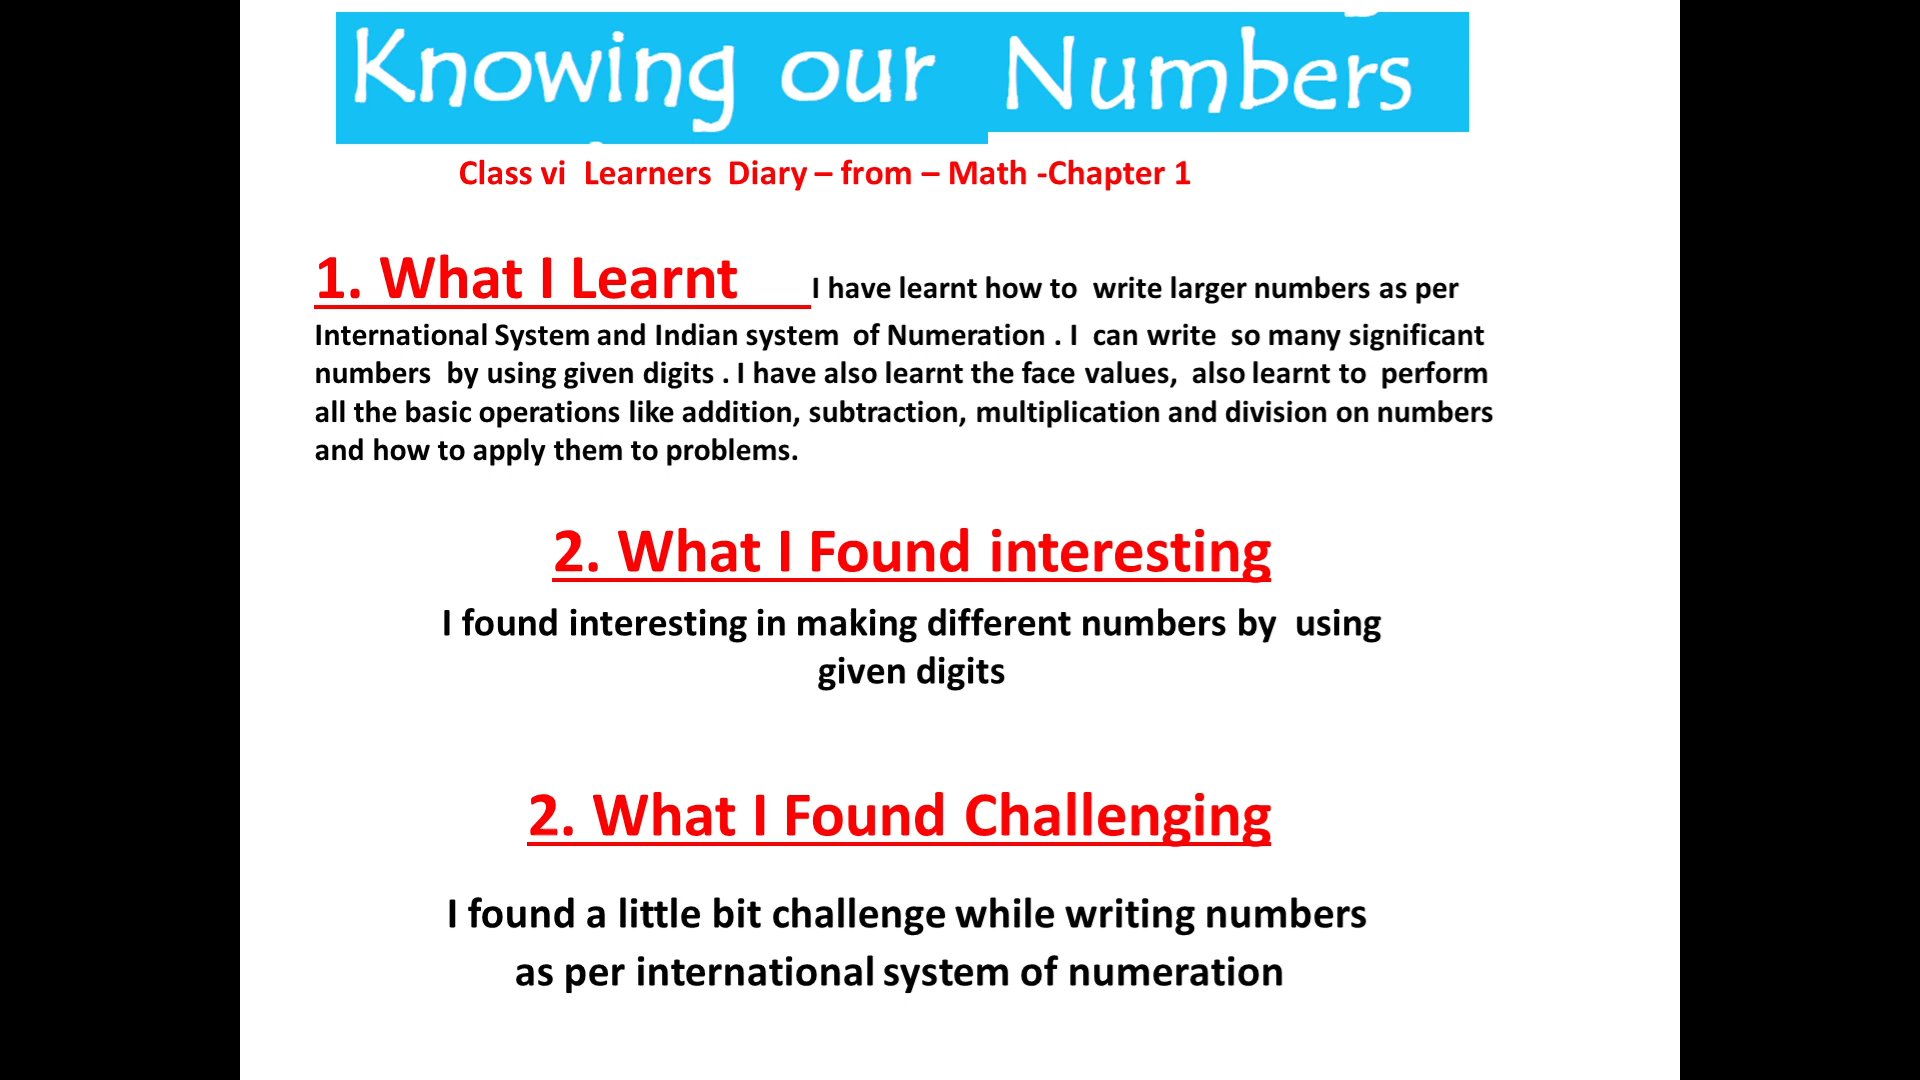 Knowing our Numbers
Class vi Learners Diary – from – Math -Chapter 1
1. What I Learnt I have learnt how to write larger numbers as per
International System and Indian system of Numeration . I can write so many significant
numbers by using given digits . I have also learnt the face values, also learnt to perform
all the basic operations like addition, subtraction, multiplication and division on numbers
and how to apply them to problems.
2. What I Found interesting
I found interesting in making different numbers by using
given digits
2. What I Found Challenging
I found a little bit challenge while writing numbers
as per international system of numeration